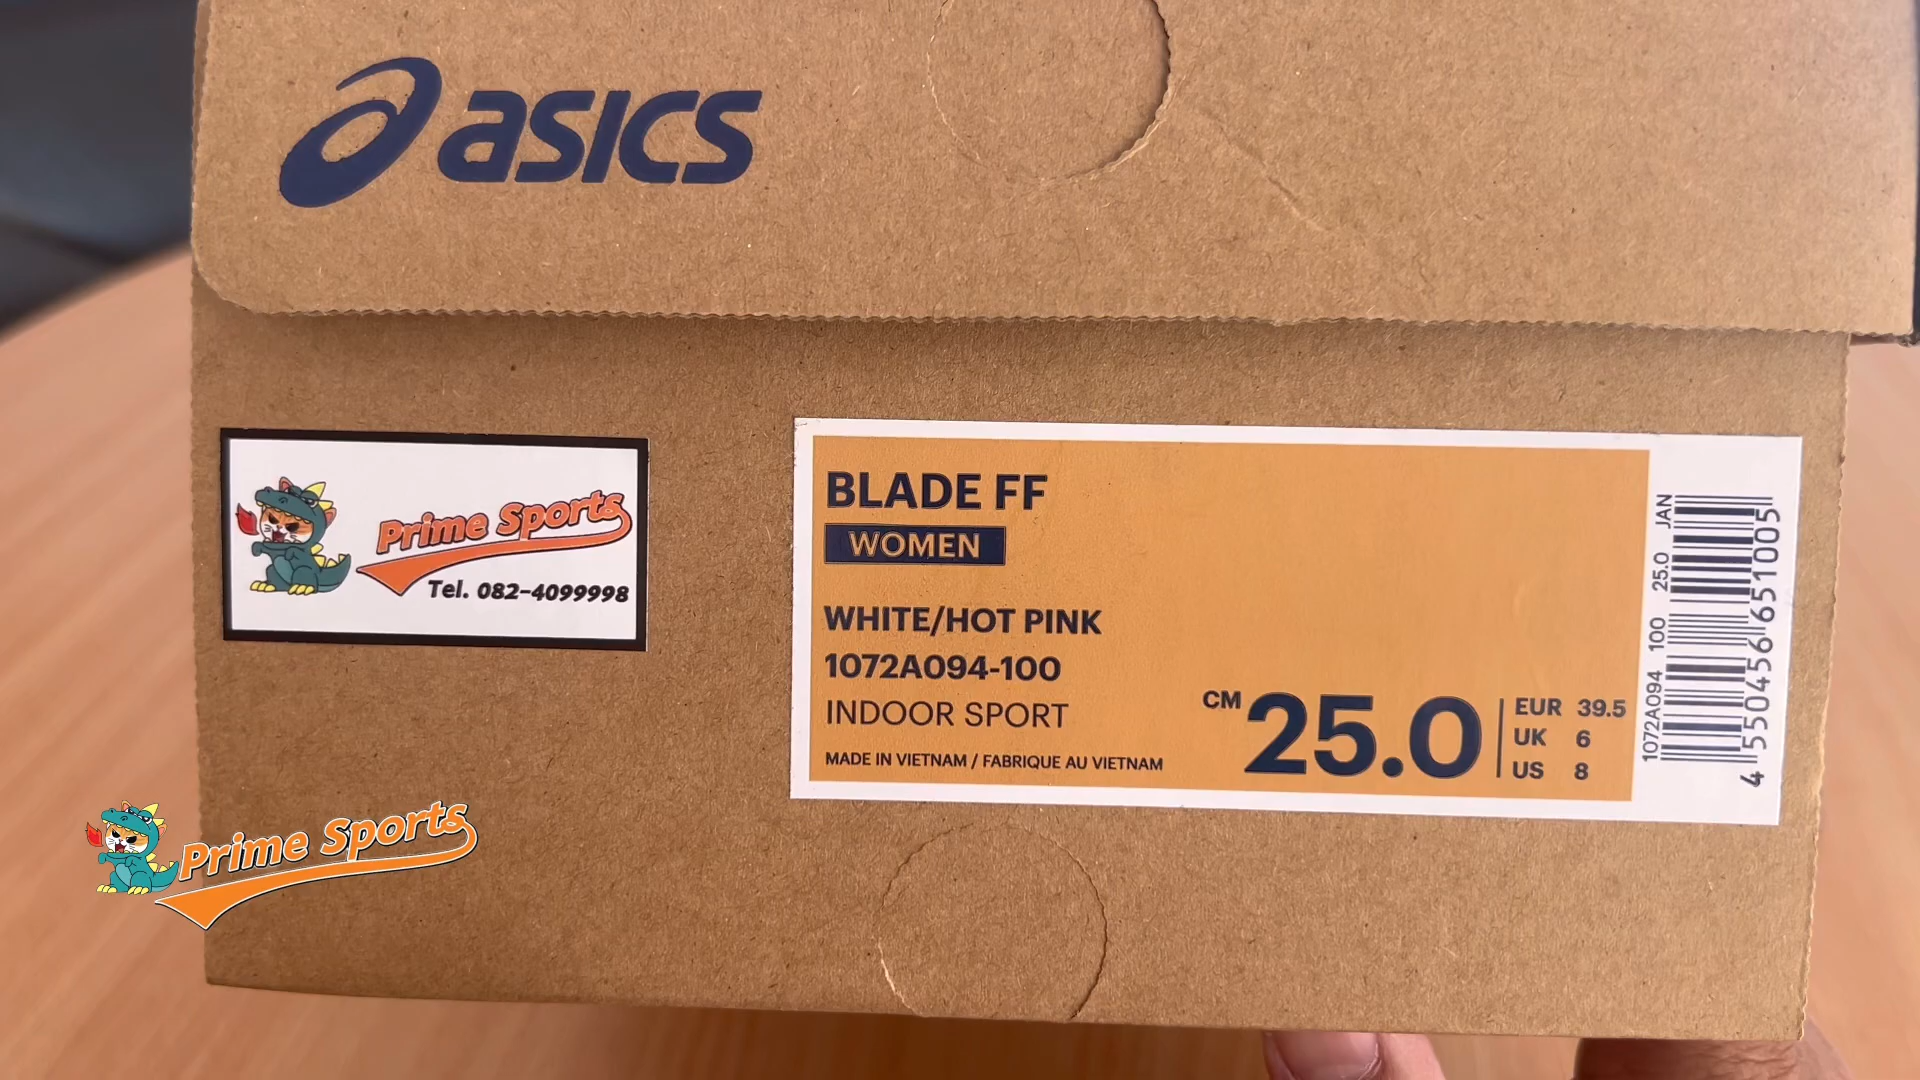 asics
Prime Sports
Tel. 082-4099998
BLADE FF
WOMEN
WHITE/HOT PINK
1072A094-100
INDOOR SPORT
MADE IN VIETNAM / FABRIQUE AU VIETNAM
CM 25.0
EUR 39.5
UK 6
US 8
1072A094 100 25.0 JAN
4 550456 651005
Prime Sports